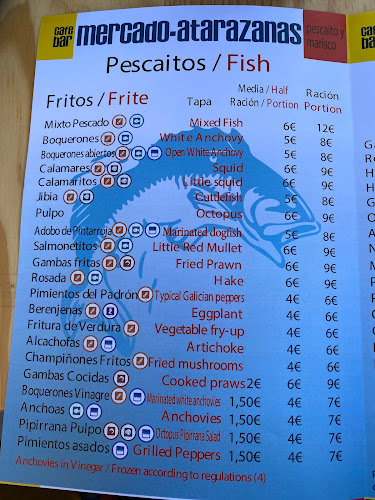 café bar mercado-atarazanas pescaito y marisco
Pescaitos / Fish
Fritos / Frite Tapa Media / Half Ración / Portion Ración Portion
Mixto Pescado Mixed Fish 6€ 12€
Boquerones White Anchovy 5€ 8€
Boquerones abiertos Open White Anchovy 5€ 8€
Calamares Squid 6€ 9€
Calamaritos Little squid 6€ 9€
Jibia Cuttlefish 5€ 8€
Pulpo Octopus 6€ 9€
Adobo de Pintarroja Marinated dogfish 5€ 8€
Salmonetitos Little Red Mullet 6€ 9€
Gambas fritas Fried Prawn 6€ 9€
Rosada Hake 6€ 9€
Pimientos del Padrón Typical Galician peppers 4€ 6€
Berenjenas Eggplant 4€ 6€
Fritura de Verdura Vegetable fry-up 4€ 6€
Alcachofas Artichoke 4€ 7€
Champiñones Fritos Fried mushrooms 4€ 6€
Gambas Cocidas Cooked praws 2€ 6€ 9€
Boquerones Vinagre Marinated white anchovies 1,50€ 4€ 7€
Anchoas Anchovies 1,50€ 4€ 7€
Pipirrana Pulpo Octopus Pipirrana Salad 1,50€ 4€ 7€
Pimientos asados Grilled Peppers 1,50€ 4€ 7€
Anchovies in Vinegar / Frozen according to regulations (4)
café bar